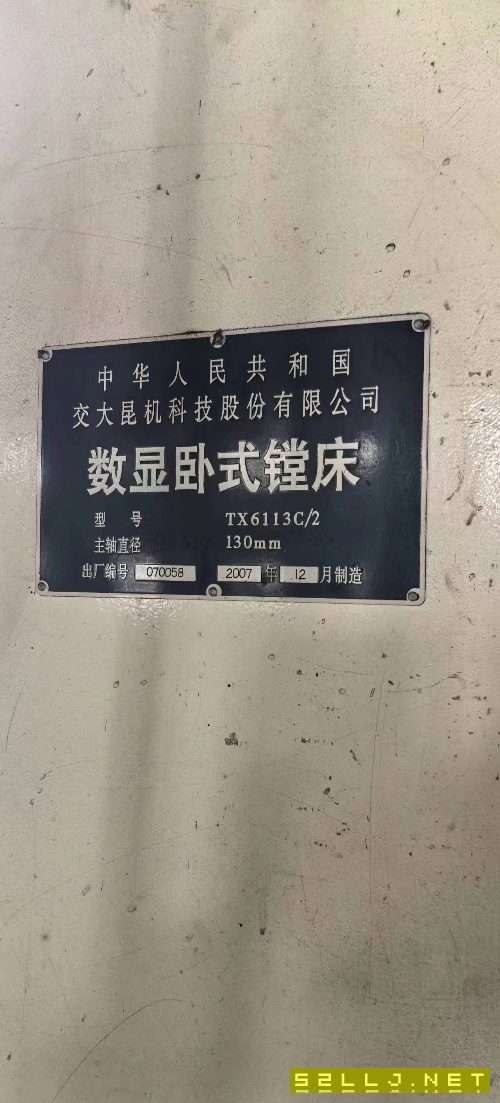 中华人民共和国
交大昆机科技股份有限公司
数显卧式镗床
型号 TX6113C/2
主轴直径 130mm
出厂编号 070058 2007 年 12 月制造
52LLJ.NET